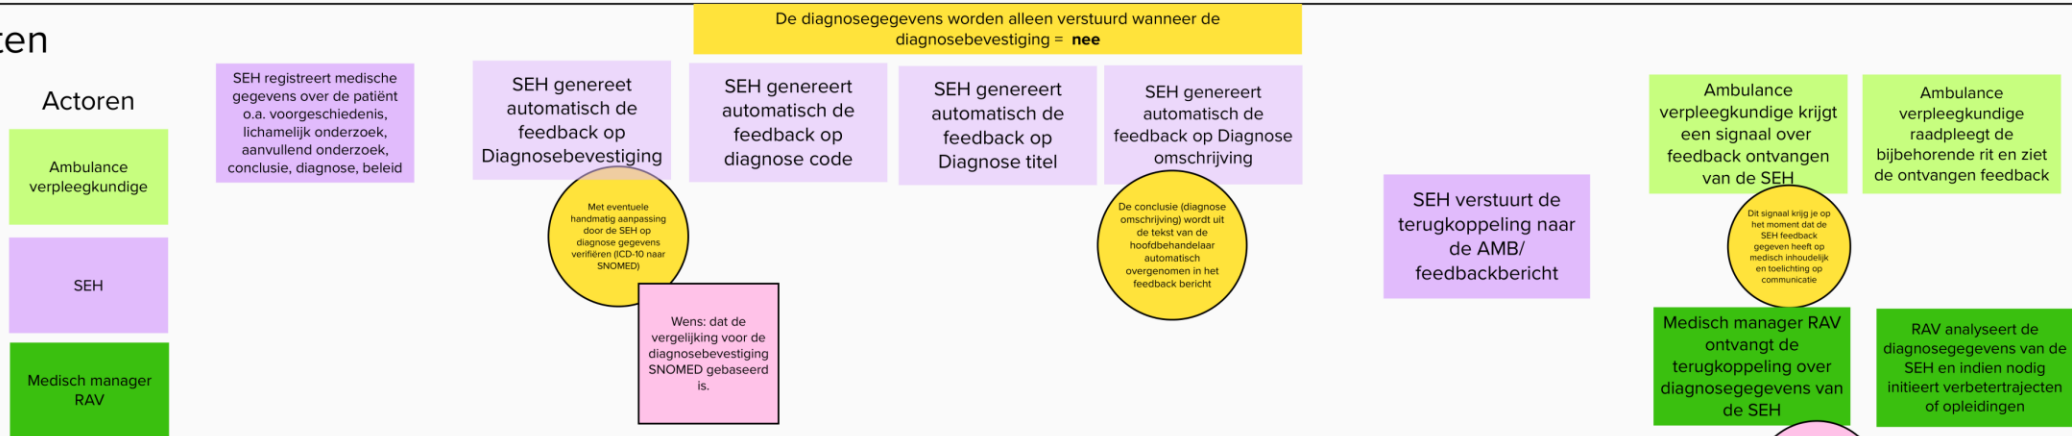 De diagnosegegevens worden alleen verstuurd wanneer de
diagnosebevestiging = nee
ten
Actoren
Ambulance
verpleegkundige
SEH
Medisch manager
RAV
SEH registreert medische
gegevens over de patiënt
o.a. voorgeschiedenis,
lichamelijk onderzoek,
aanvullend onderzoek,
conclusie, diagnose, beleid
SEH genereet
automatisch de
feedback op
Diagnosebevestiging
Met eventuele
handmatig aanpassing
door de SEH op
diagnose gegevens
verifiëren (ICD-10 naar
SNOMED)
Wens: dat de
vergelijking voor de
diagnosebevestiging
SNOMED gebaseerd
is.
SEH genereert
automatisch de
feedback op
diagnose code
SEH genereert
automatisch de
feedback op
Diagnose titel
SEH genereert
automatisch de
feedback op Diagnose
omschrijving
De conclusie (diagnose
omschrijving) wordt uit
de tekst van de
hoofdbehandelaar
automatisch
overgenomen in het
feedback bericht
SEH verstuurt de
terugkoppeling naar
de AMB/
feedbackbericht
Ambulance
verpleegkundige krijgt
een signaal over
feedback ontvangen
van de SEH
Dit signaal krijg je op
het moment dat de
SEH feedback
gegeven heeft op
medisch inhoudelijk
en toelichting op
communicatie
Medisch manager RAV
ontvangt de
terugkoppeling over
diagnosegegevens van
de SEH
Ambulance
verpleegkundige
raadpleegt de
bijbehorende rit en ziet
de ontvangen feedback
RAV analyseert de
diagnosegegevens van de
SEH en indien nodig
initieert verbetertrajecten
of opleidingen